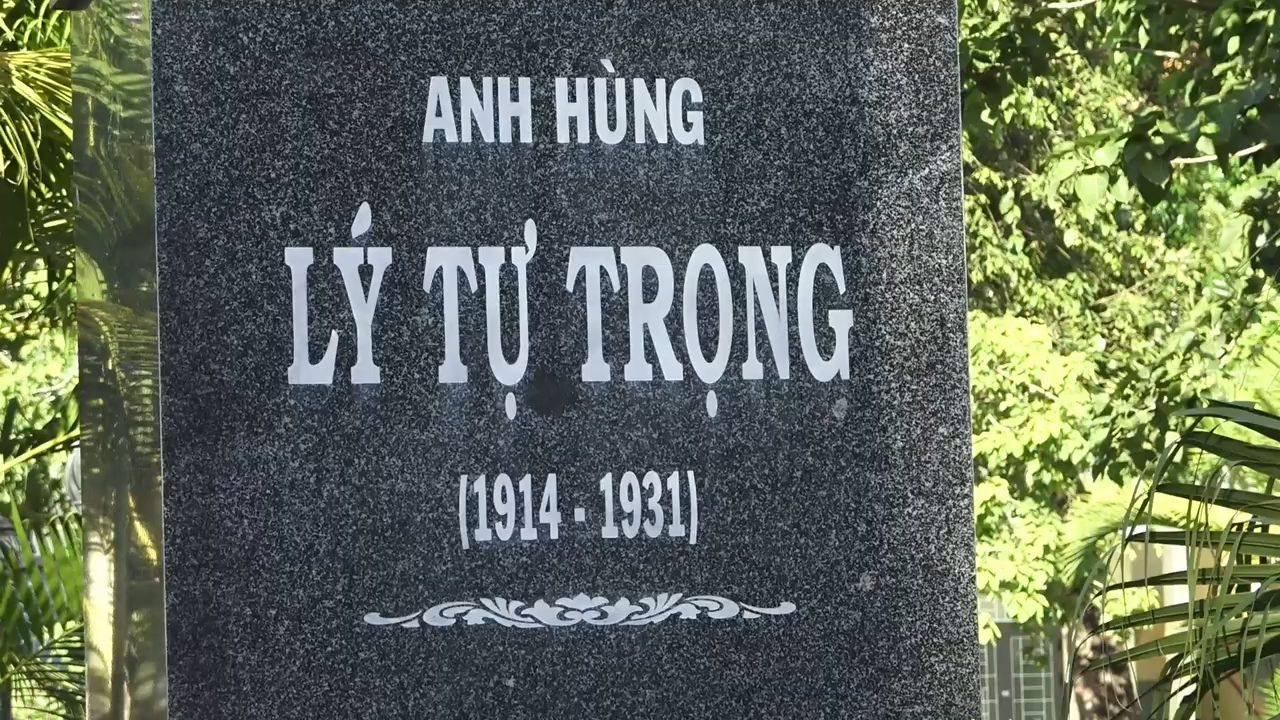 ANH HÙNG
LÝ TỰ TRỌNG
(1914 - 1931)